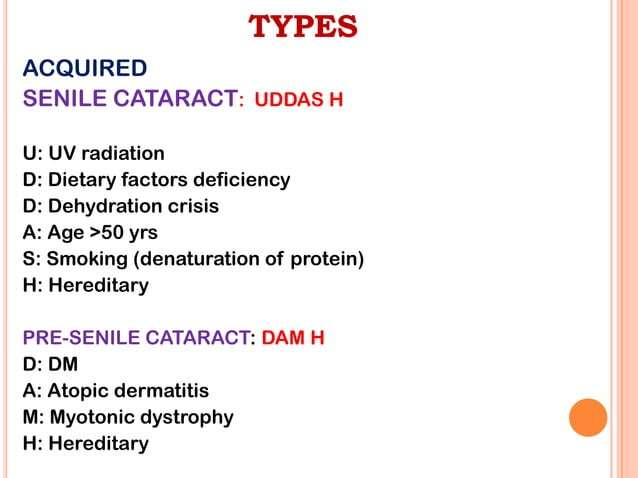 TYPES
ACQUIRED
SENILE CATARACT: UDDAS H
U: UV radiation
D: Dietary factors deficiency
D: Dehydration crisis
A: Age >50 yrs
S: Smoking (denaturation of protein)
H: Hereditary
PRE-SENILE CATARACT: DAM H
D: DM
A: Atopic dermatitis
M: Myotonic dystrophy
H: Hereditary